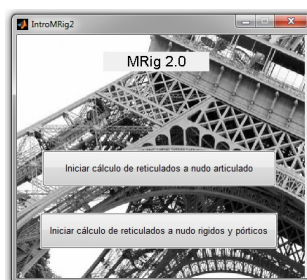 IntroMRig2
MRig 2.0
Iniciar cálculo de reticulados a nudo articulado
Iniciar cálculo de reticulados a nudo rigidos y pórticos